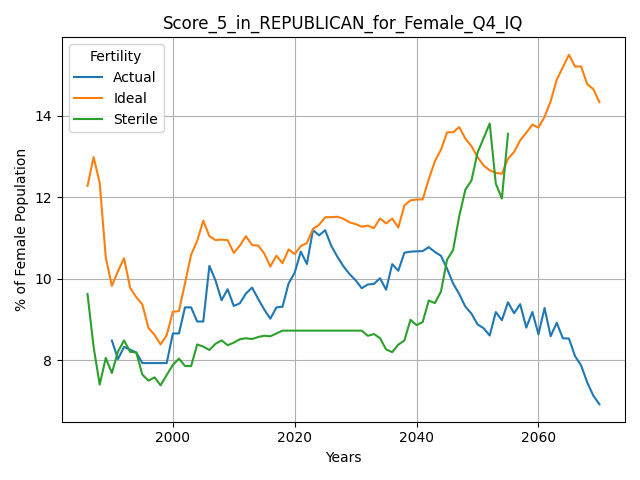 Score_5_in_REPUBLICAN_for_Female_Q4_IQ
Fertility
Actual
Ideal
Sterile
% of Female Population
14
12
10
8
2000 2020 2040 2060
Years